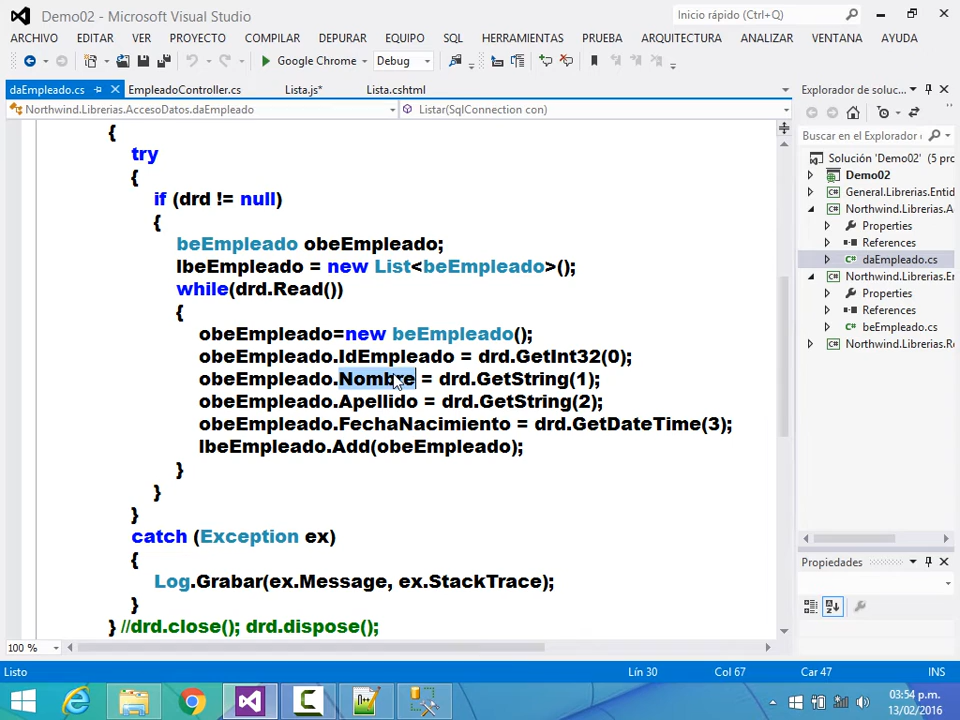 Demo02 - Microsoft Visual Studio
Inicio rápido (Ctrl+Q)
ARCHIVO EDITAR VER PROYECTO COMPILAR DEPURAR EQUIPO SQL HERRAMIENTAS PRUEBA ARQUITECTURA ANALIZAR VENTANA AYUDA
Google Chrome Debug
daEmpleado.cs EmpleadoController.cs Lista.js* Lista.cshtml
Northwind.Librerias.AccesoDatos.daEmpleado Listar(SqlConnection con)
{
try
{
if (drd != null)
{
beEmpleado obeEmpleado;
lbeEmpleado = new List<beEmpleado>();
while(drd.Read())
{
obeEmpleado=new beEmpleado();
obeEmpleado.IdEmpleado = drd.GetInt32(0);
obeEmpleado.Nombre = drd.GetString(1);
obeEmpleado.Apellido = drd.GetString(2);
obeEmpleado.FechaNacimiento = drd.GetDateTime(3);
lbeEmpleado.Add(obeEmpleado);
}
}
}
catch (Exception ex)
{
Log.Grabar(ex.Message, ex.StackTrace);
}
} //drd.close(); drd.dispose();
100 %
Explorador de soluc...
Buscar en el Explorador
Solución 'Demo02' (5 pro
Demo02
General.Librerias.Entid
Northwind.Librerias.A
Properties
References
daEmpleado.cs
Northwind.Librerias.En
Properties
References
beEmpleado.cs
Northwind.Librerias.Re
Propiedades
Listo Lín 30 Col 67 Car 47 INS
03:54 p.m.
13/02/2016